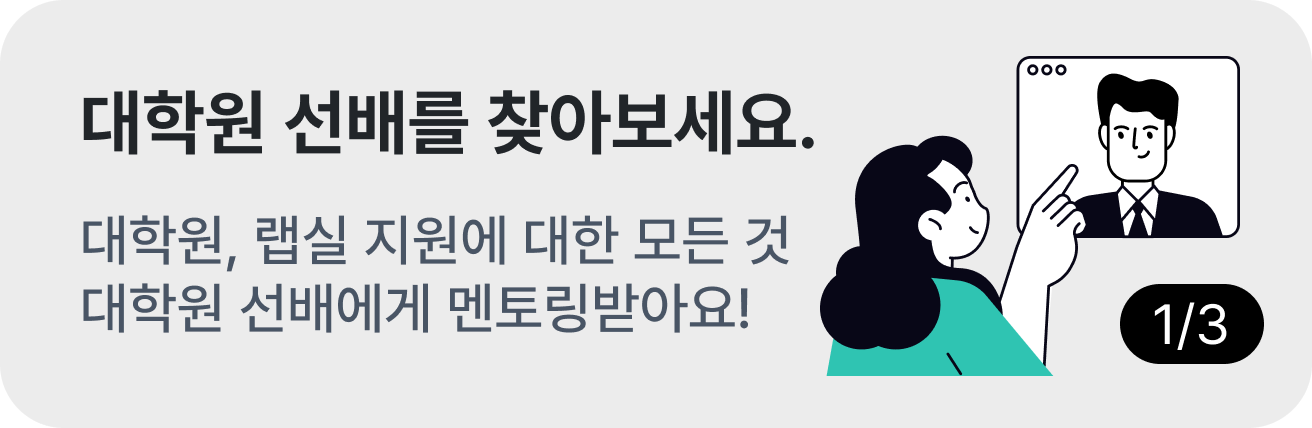 대학원 선배를 찾아보세요.
대학원, 랩실 지원에 대한 모든 것
대학원 선배에게 멘토링받아요!
1/3